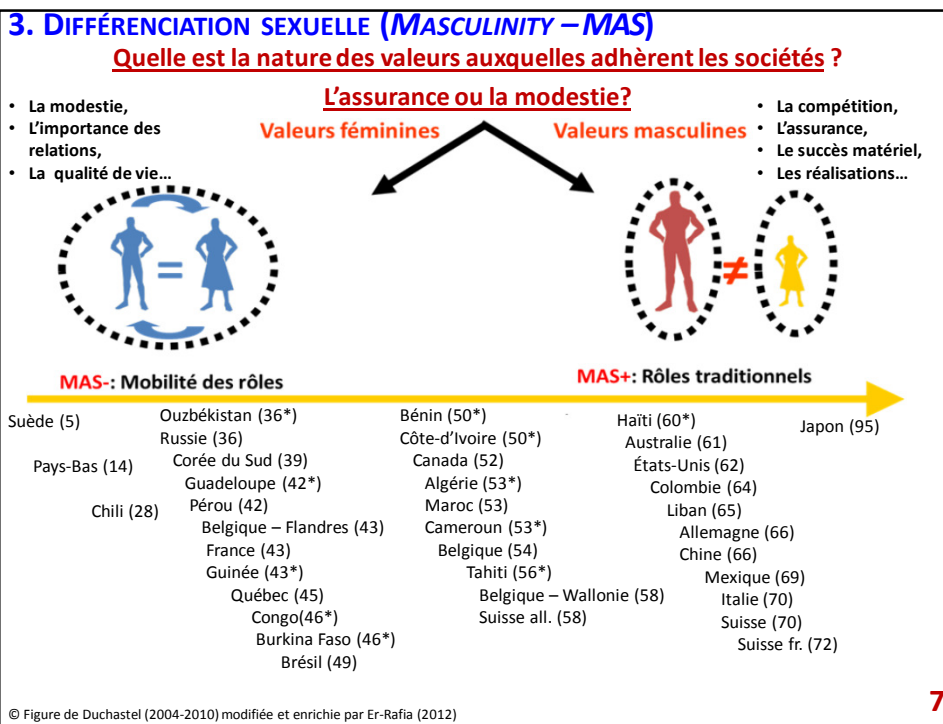 3. DIFFÉRENCIATION SEXUELLE (MASCULINITY – MAS)
Quelle est la nature des valeurs auxquelles adhèrent les sociétés ?
L'assurance ou la modestie?
• La modestie,
• L'importance des
relations,
• La qualité de vie…
Valeurs féminines
Valeurs masculines
• La compétition,
• L'assurance,
• Le succès matériel,
• Les réalisations…
=
≠
MAS-: Mobilité des rôles
MAS+: Rôles traditionnels
Suède (5)
Pays-Bas (14)
Chili (28)
Ouzbékistan (36*)
Russie (36)
Corée du Sud (39)
Guadeloupe (42*)
Pérou (42)
Belgique – Flandres (43)
France (43)
Guinée (43*)
Québec (45)
Congo(46*)
Burkina Faso (46*)
Brésil (49)
Bénin (50*)
Côte-d'Ivoire (50*)
Canada (52)
Algérie (53*)
Maroc (53)
Cameroun (53*)
Belgique (54)
Tahiti (56*)
Belgique – Wallonie (58)
Suisse all. (58)
Haïti (60*)
Australie (61)
États-Unis (62)
Colombie (64)
Liban (65)
Allemagne (66)
Chine (66)
Mexique (69)
Italie (70)
Suisse (70)
Suisse fr. (72)
Japon (95)
© Figure de Duchastel (2004-2010) modifiée et enrichie par Er-Rafia (2012)
7